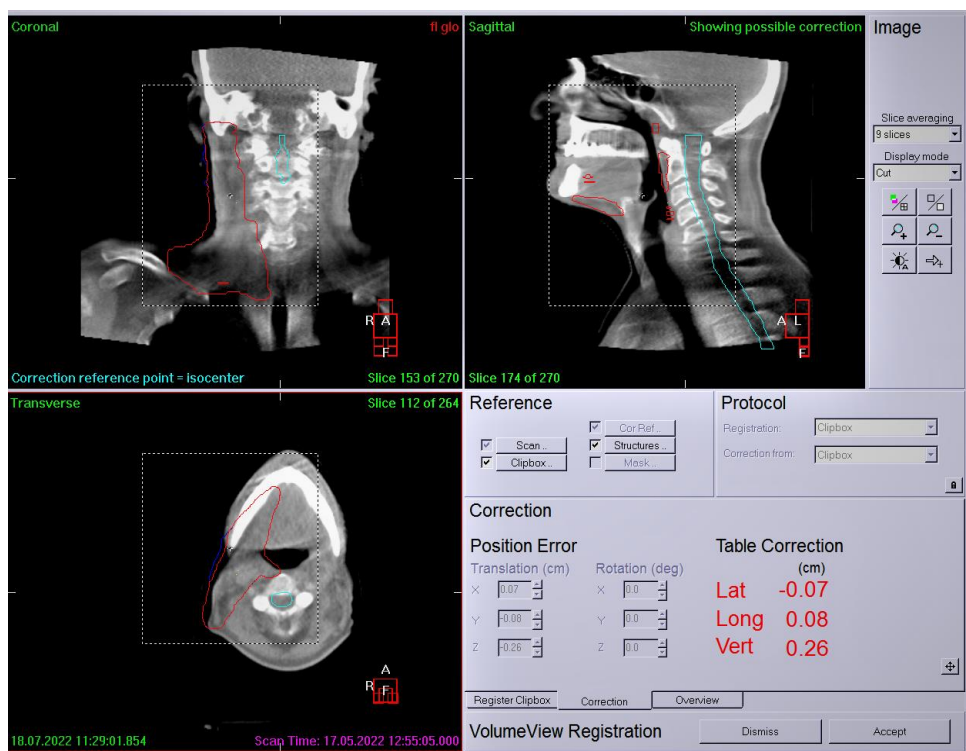 Coronal
fl glo
Sagittal
Showing possible correction
Image
Slice averaging
9 slices
Display mode
Cut
R A
F
A L
F
Correction reference point = isocenter
Slice 153 of 270
Slice 174 of 270
Transverse
Slice 112 of 264
Reference
Protocol
Scan ..
Cor Ref ..
Structures ..
Clipbox ..
Mask ..
Registration:
Clipbox
Correction from:
Clipbox
Correction
Position Error
Table Correction
Translation (cm)
Rotation (deg)
(cm)
X 0.07
X 0.0
Lat -0.07
Y -0.08
Y 0.0
Long 0.08
Z -0.26
Z 0.0
Vert 0.26
A
R F
Register Clipbox
Correction
Overview
18.07.2022 11:29:01.854
Scan Time: 17.05.2022 12:55:05.000
VolumeView Registration
Dismiss
Accept